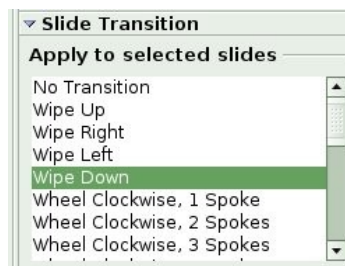 Slide Transition
Apply to selected slides
No Transition
Wipe Up
Wipe Right
Wipe Left
Wipe Down
Wheel Clockwise, 1 Spoke
Wheel Clockwise, 2 Spokes
Wheel Clockwise, 3 Spokes